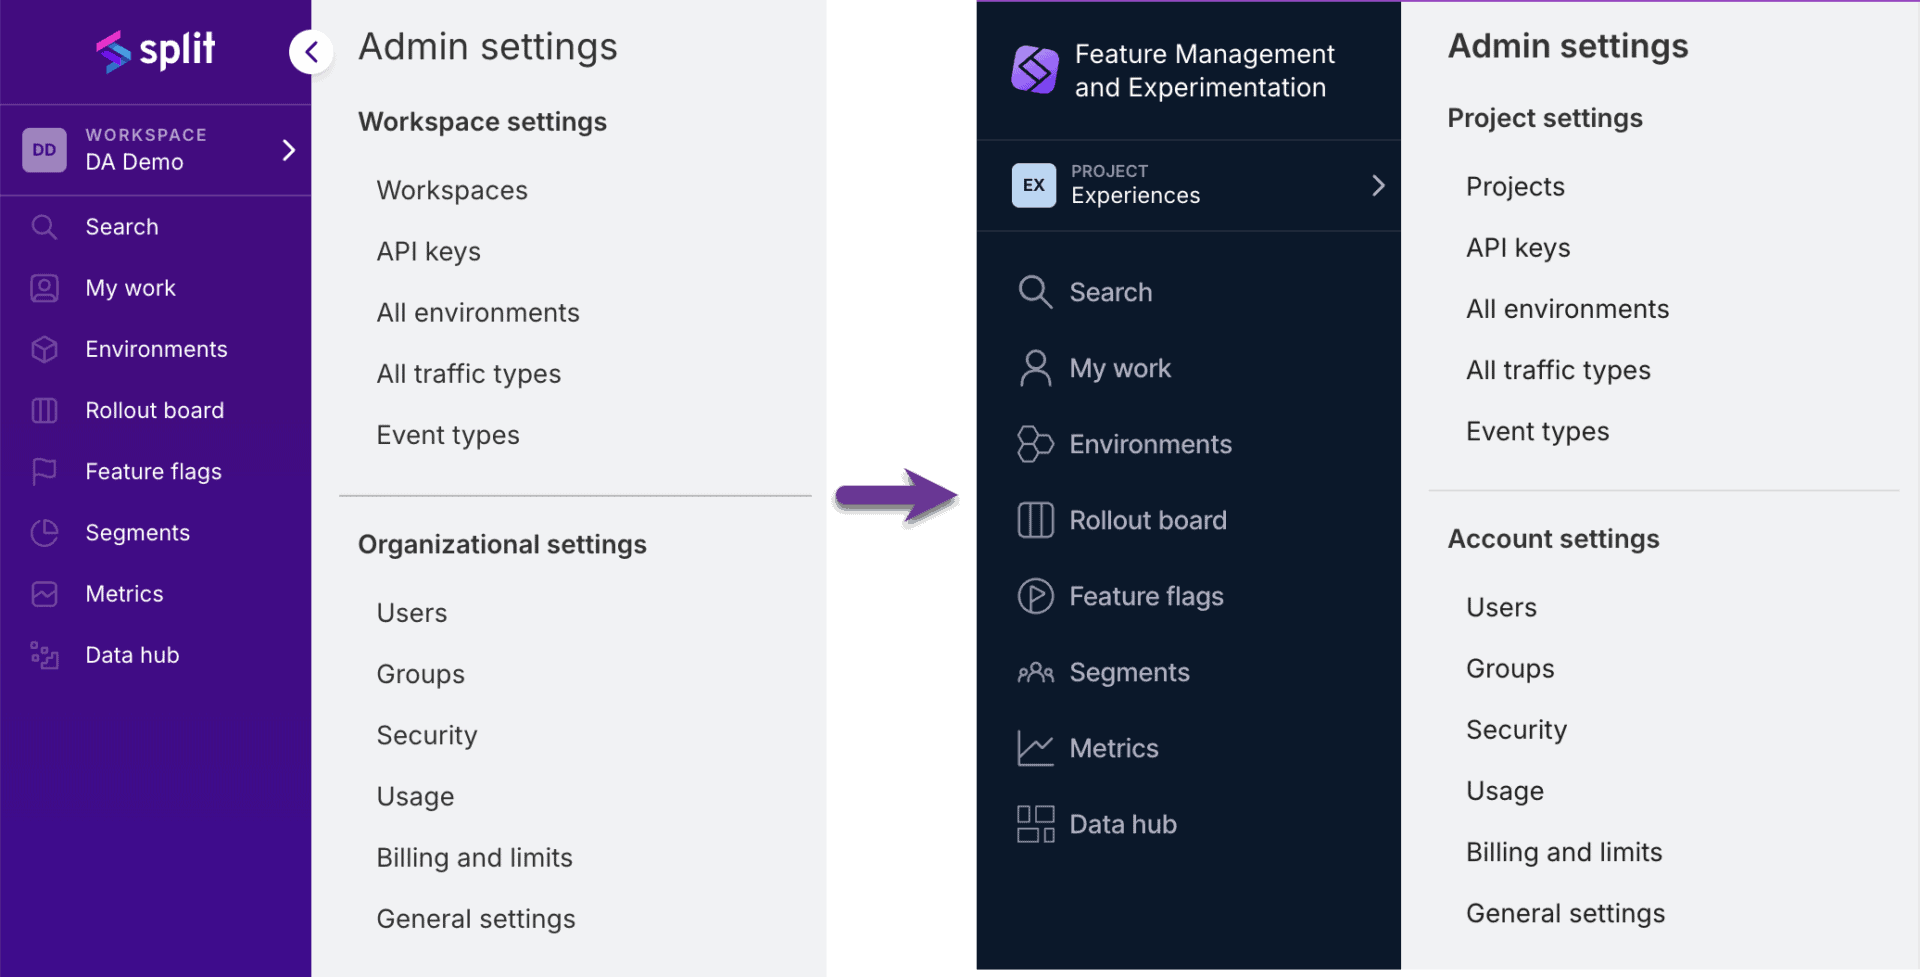 split
WORKSPACE
DD
DA Demo
Search
My work
Environments
Rollout board
Feature flags
Segments
Metrics
Data hub
Admin settings
Workspace settings
Workspaces
API keys
All environments
All traffic types
Event types
Organizational settings
Users
Groups
Security
Usage
Billing and limits
General settings
Feature Management
and Experimentation
PROJECT
EX
Experiences
Search
My work
Environments
Rollout board
Feature flags
Segments
Metrics
Data hub
Admin settings
Project settings
Projects
API keys
All environments
All traffic types
Event types
Account settings
Users
Groups
Security
Usage
Billing and limits
General settings